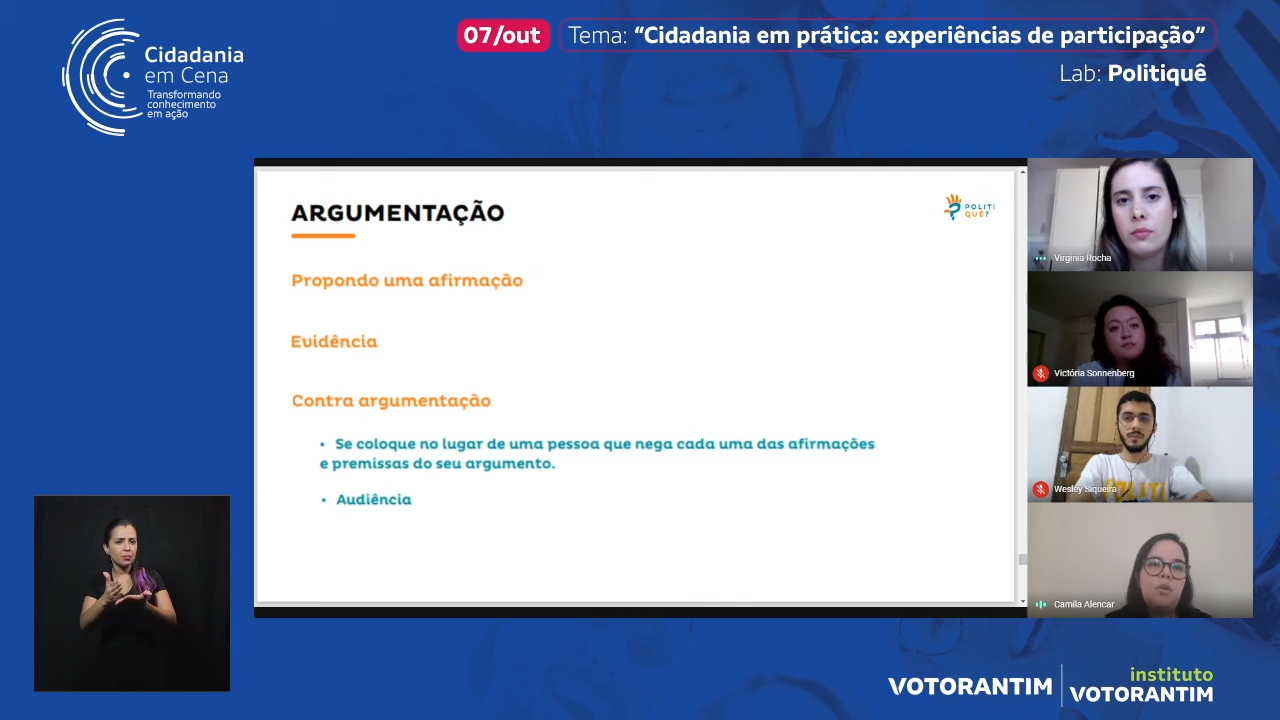 Cidadania
em Cena
Transformando
conhecimento
em ação
07/out Tema: “Cidadania em prática: experiências de participação”
Lab: Politiquê
ARGUMENTAÇÃO
POLITI
QUÊ?
Propondo uma afirmação
Evidência
Contra argumentação
• Se coloque no lugar de uma pessoa que nega cada uma das afirmações
e premissas do seu argumento.
• Audiência
Virgínia Rocha
Victória Sonnenberg
POLITI
Wesley Siqueira
Camila Alencar
VOTORANTIM
instituto
VOTORANTIM